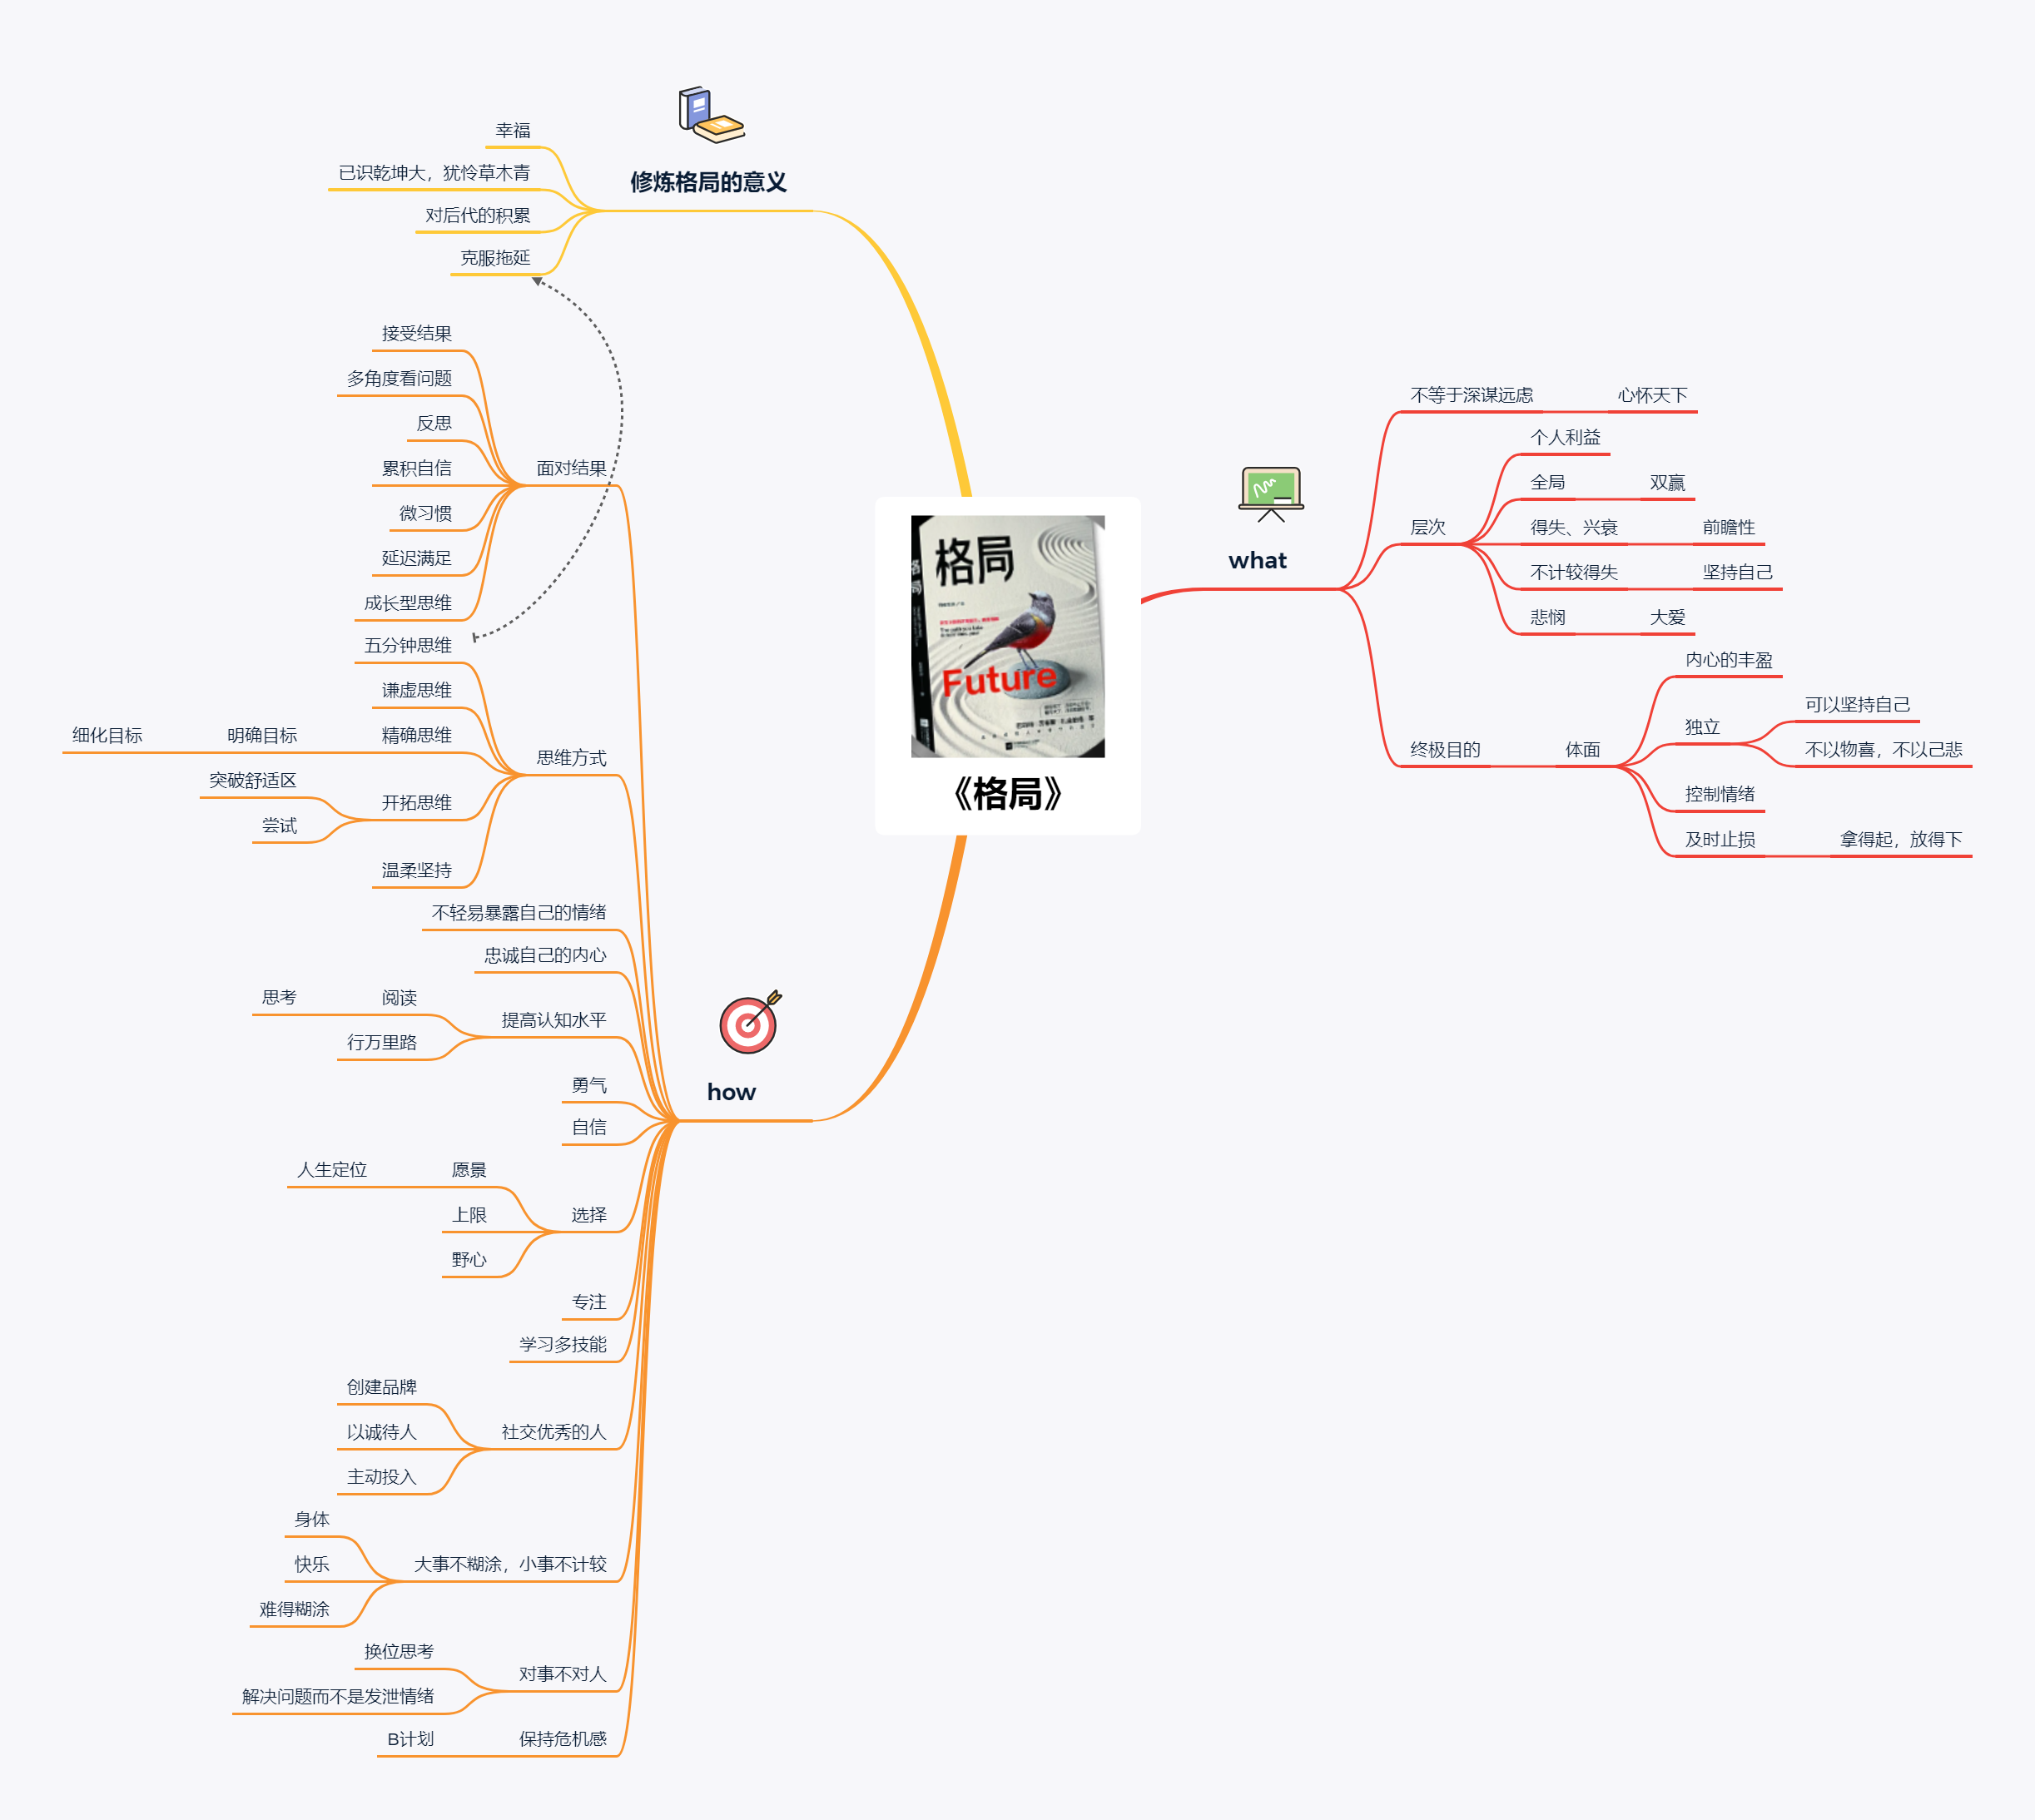 修炼格局的意义
幸福
已识乾坤大，犹怜草木青
对后代的积累
克服拖延
格局
Future
《格局》
what
不等于深谋远虑
心怀天下
层次
个人利益
全局
双赢
得失、兴衰
前瞻性
不计较得失
坚持自己
悲悯
大爱
终极目的
体面
内心的丰盈
独立
可以坚持自己
不以物喜，不以己悲
控制情绪
及时止损
拿得起，放得下
how
面对结果
接受结果
多角度看问题
反思
累积自信
微习惯
延迟满足
成长型思维
思维方式
五分钟思维
谦虚思维
精确思维
明确目标
细化目标
开拓思维
突破舒适区
尝试
温柔坚持
不轻易暴露自己的情绪
忠诚自己的内心
提高认知水平
阅读
思考
行万里路
勇气
自信
选择
愿景
人生定位
上限
野心
专注
学习多技能
社交优秀的人
创建品牌
以诚待人
主动投入
大事不糊涂，小事不计较
身体
快乐
难得糊涂
对事不对人
换位思考
解决问题而不是发泄情绪
保持危机感
B计划